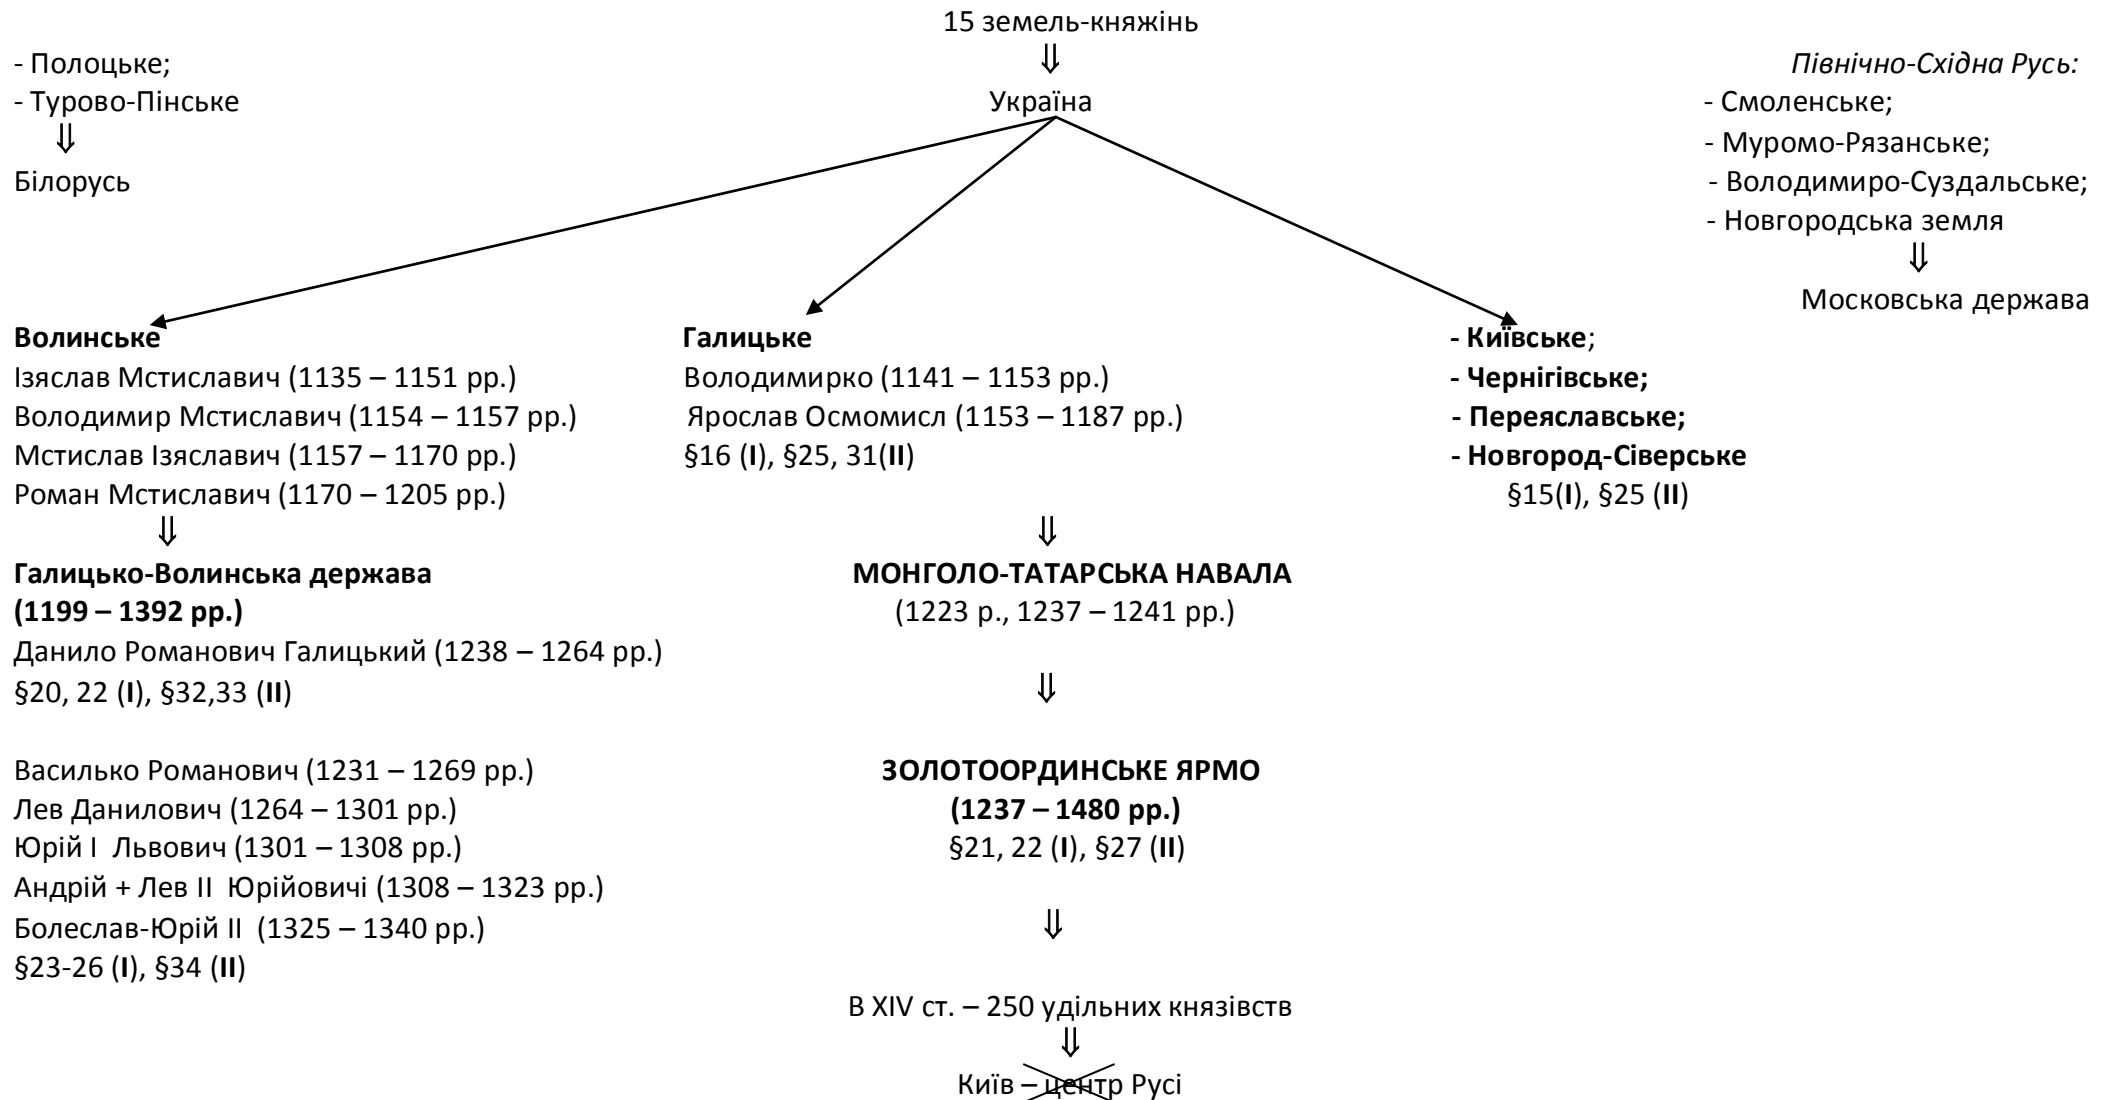 15 земель-княжінь
⇓
- Полоцьке;
- Турово-Пінське
⇓
Білорусь
Україна
Північно-Східна Русь:
- Смоленське;
- Муромо-Рязанське;
- Володимиро-Суздальське;
- Новгородська земля
⇓
Московська держава
Волинське
Ізяслав Мстиславич (1135 – 1151 рр.)
Володимир Мстиславич (1154 – 1157 рр.)
Мстислав Ізяславич (1157 – 1170 рр.)
Роман Мстиславич (1170 – 1205 рр.)
⇓
Галицько-Волинська держава
(1199 – 1392 рр.)
Данило Романович Галицький (1238 – 1264 рр.)
§20, 22 (I), §32,33 (II)
Василько Романович (1231 – 1269 рр.)
Лев Данилович (1264 – 1301 рр.)
Юрій І Львович (1301 – 1308 рр.)
Андрій + Лев ІІ Юрійовичі (1308 – 1323 рр.)
Болеслав-Юрій ІІ (1325 – 1340 рр.)
§23-26 (I), §34 (II)
Галицьке
Володимирко (1141 – 1153 рр.)
Ярослав Осмомисл (1153 – 1187 рр.)
§16 (I), §25, 31(II)
⇓
МОНГОЛО-ТАТАРСЬКА НАВАЛА
(1223 р., 1237 – 1241 рр.)
⇓
ЗОЛОТООРДИНСЬКЕ ЯРМО
(1237 – 1480 рр.)
§21, 22 (I), §27 (II)
⇓
В XIV ст. – 250 удільних князівств
⇓
Київ – центр Русі
- Київське;
- Чернігівське;
- Переяславське;
- Новгород-Сіверське
§15(I), §25 (II)